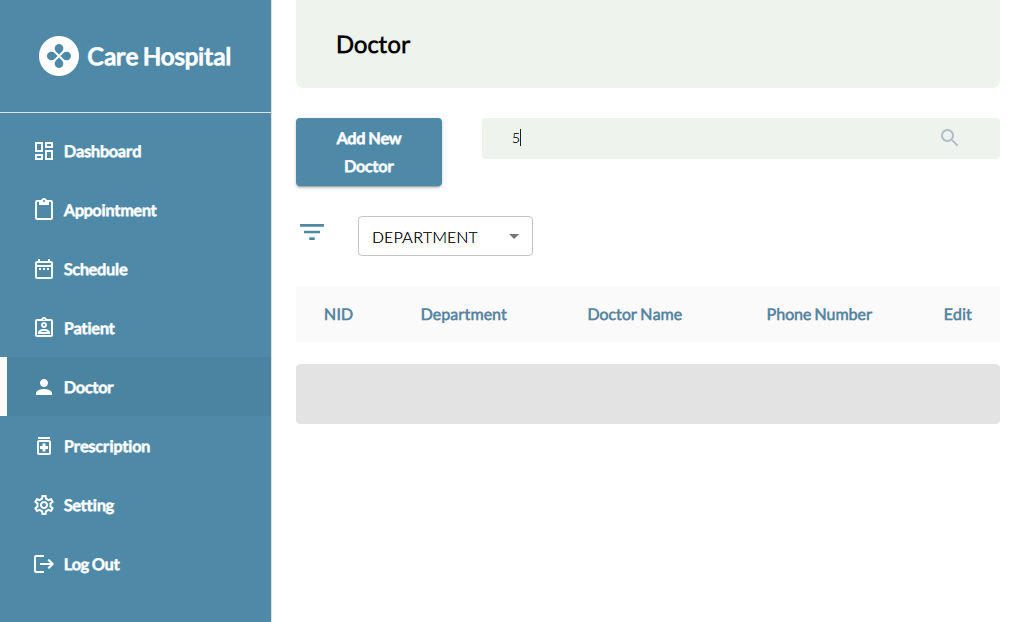 Care Hospital
Dashboard
Appointment
Schedule
Patient
Doctor
Prescription
Setting
Log Out
Doctor
Add New
Doctor
5
DEPARTMENT
NID Department Doctor Name Phone Number Edit